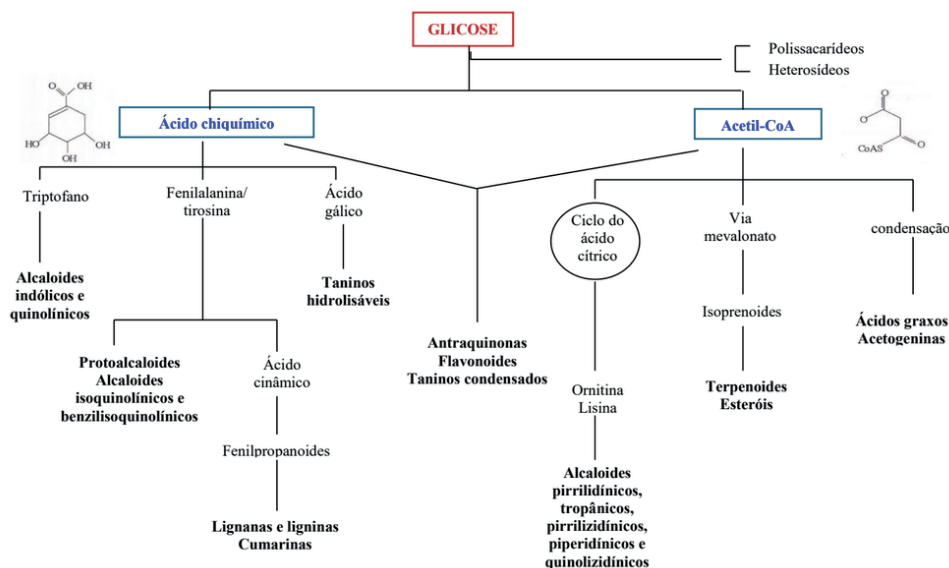 GLICOSE
Polissacarídeos
Heterosídeos
O
OH
HO
OH
OH
Ácido chiquímico
Acetil-CoA
O
O
CoAS
O
Triptofano
Fenilalanina/
tirosina
Ácido
gálico
Ciclo do
ácido
cítrico
Via
mevalonato
condensação
Alcaloides
indólicos e
quinolínicos
Taninos
hidrolisáveis
Isoprenoides
Ácidos graxos
Acetogeninas
Protoalcaloides
Alcaloides
isoquinolínicos e
benzilisoquinolínicos
Ácido
cinâmico
Antraquinonas
Flavonoides
Taninos condensados
Ornitina
Lisina
Terpenoides
Esteróis
Fenilpropanoides
Lignanas e ligninas
Cumarinas
Alcaloides
pirrilidínicos,
tropânicos,
pirrilizidínicos,
piperidínicos e
quinolizidínicos